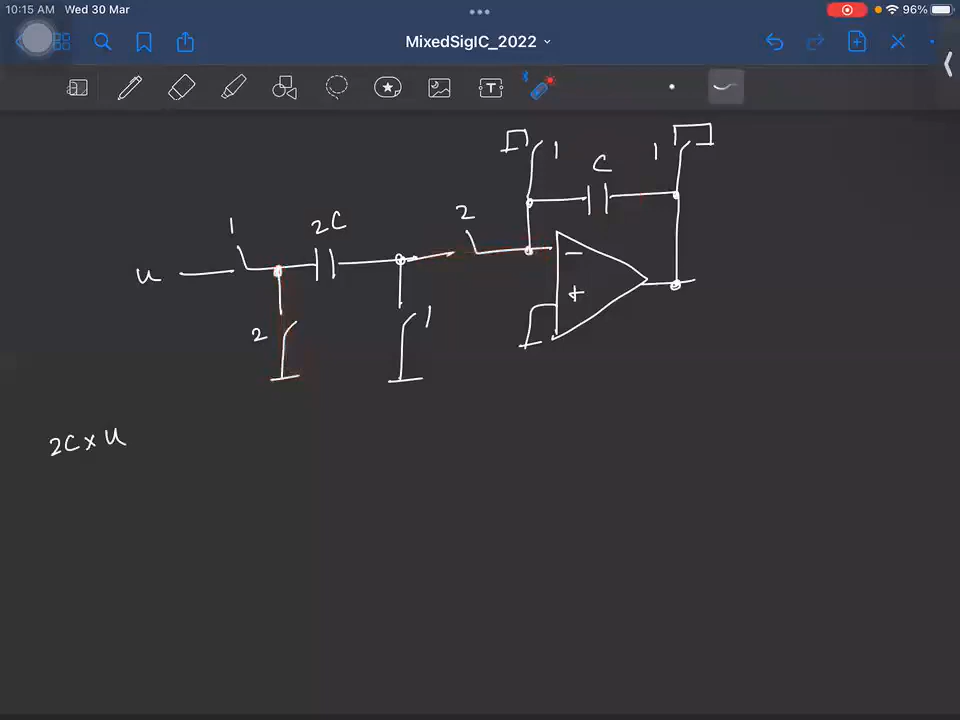 10:15 AM Wed 30 Mar
96%
MixedSigIC_2022
T
1 1
C
1 2C 2
u
−
+
2 1
2C x u